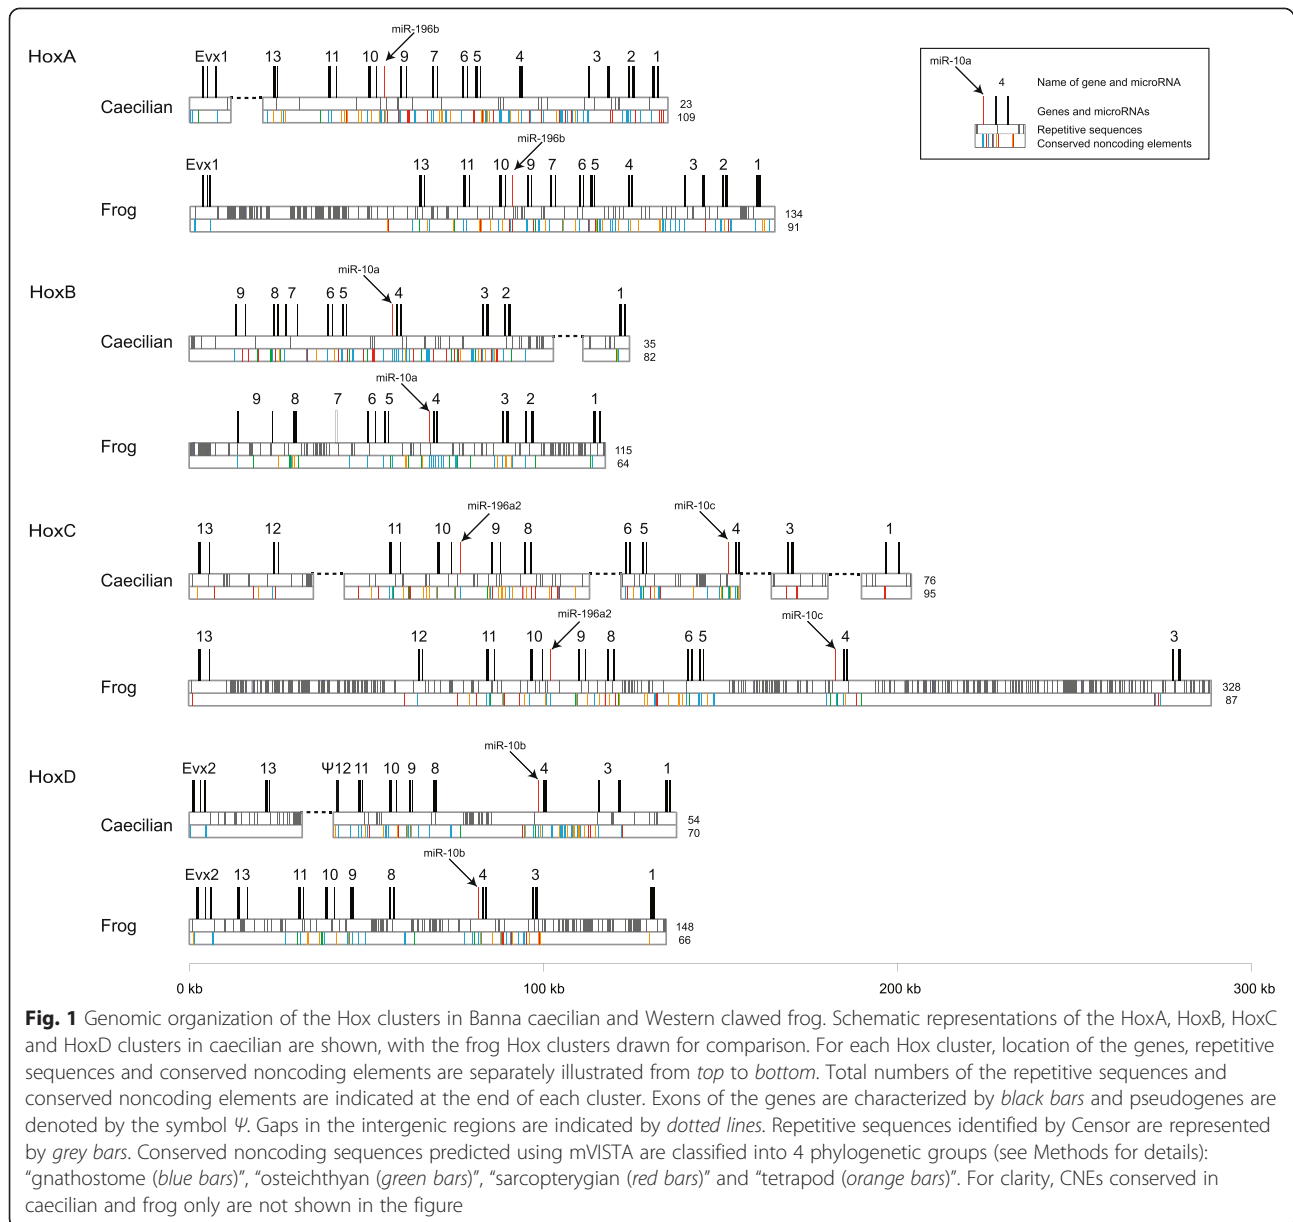 HoxA
miR-196b
Evx1 13 11 10 9 7 6 5 4 3 2 1
Caecilian
23
109
miR-196b
Evx1 13 11 10 9 7 6 5 4 3 2 1
Frog
134
91
miR-10a
4 Name of gene and microRNA
Genes and microRNAs
Repetitive sequences
Conserved noncoding elements
HoxB
miR-10a
9 8 7 6 5 4 3 2 1
Caecilian
35
82
miR-10a
9 8 7 6 5 4 3 2 1
Frog
115
64
HoxC
miR-196a2
miR-10c
13 12 11 10 9 8 6 5 4 3 1
Caecilian
76
95
miR-196a2
miR-10c
13 12 11 10 9 8 6 5 4 3
Frog
328
87
HoxD
miR-10b
Evx2 13 Ψ12 11 10 9 8 4 3 1
Caecilian
54
70
miR-10b
Evx2 13 11 10 9 8 4 3 1
Frog
148
66
0 kb 100 kb 200 kb 300 kb
Fig. 1 Genomic organization of the Hox clusters in Banna caecilian and Western clawed frog. Schematic representations of the HoxA, HoxB, HoxC
and HoxD clusters in caecilian are shown, with the frog Hox clusters drawn for comparison. For each Hox cluster, location of the genes, repetitive
sequences and conserved noncoding elements are separately illustrated from top to bottom. Total numbers of the repetitive sequences and
conserved noncoding elements are indicated at the end of each cluster. Exons of the genes are characterized by black bars and pseudogenes are
denoted by the symbol Ψ. Gaps in the intergenic regions are indicated by dotted lines. Repetitive sequences identified by Censor are represented
by grey bars. Conserved noncoding sequences predicted using mVISTA are classified into 4 phylogenetic groups (see Methods for details):
“gnathostome (blue bars)”, “osteichthyan (green bars)”, “sarcopterygian (red bars)” and “tetrapod (orange bars)”. For clarity, CNEs conserved in
caecilian and frog only are not shown in the figure